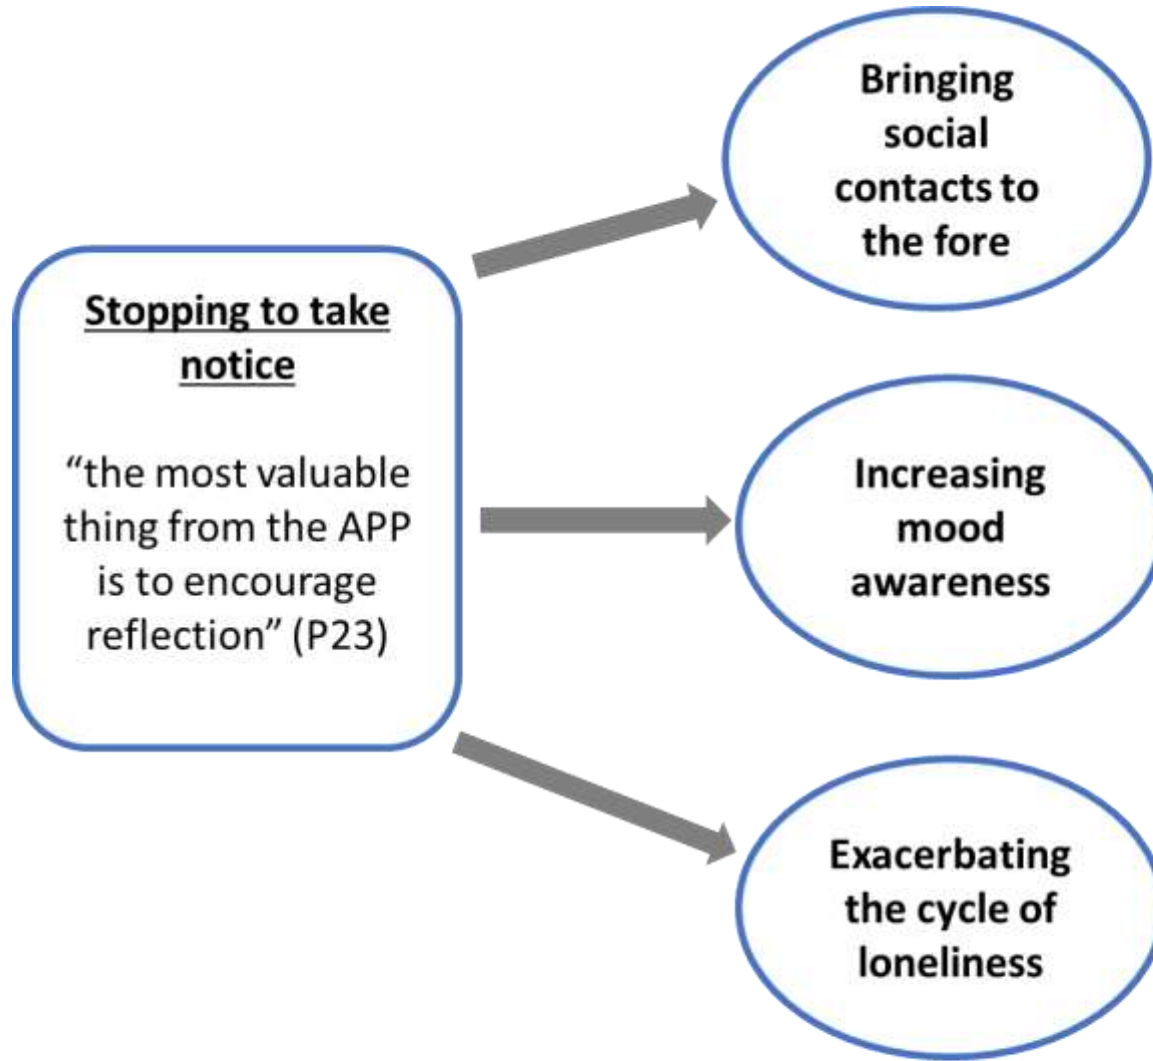 Stopping to take
notice
“the most valuable
thing from the APP
is to encourage
reflection” (P23)
Bringing
social
contacts to
the fore
Increasing
mood
awareness
Exacerbating
the cycle of
loneliness